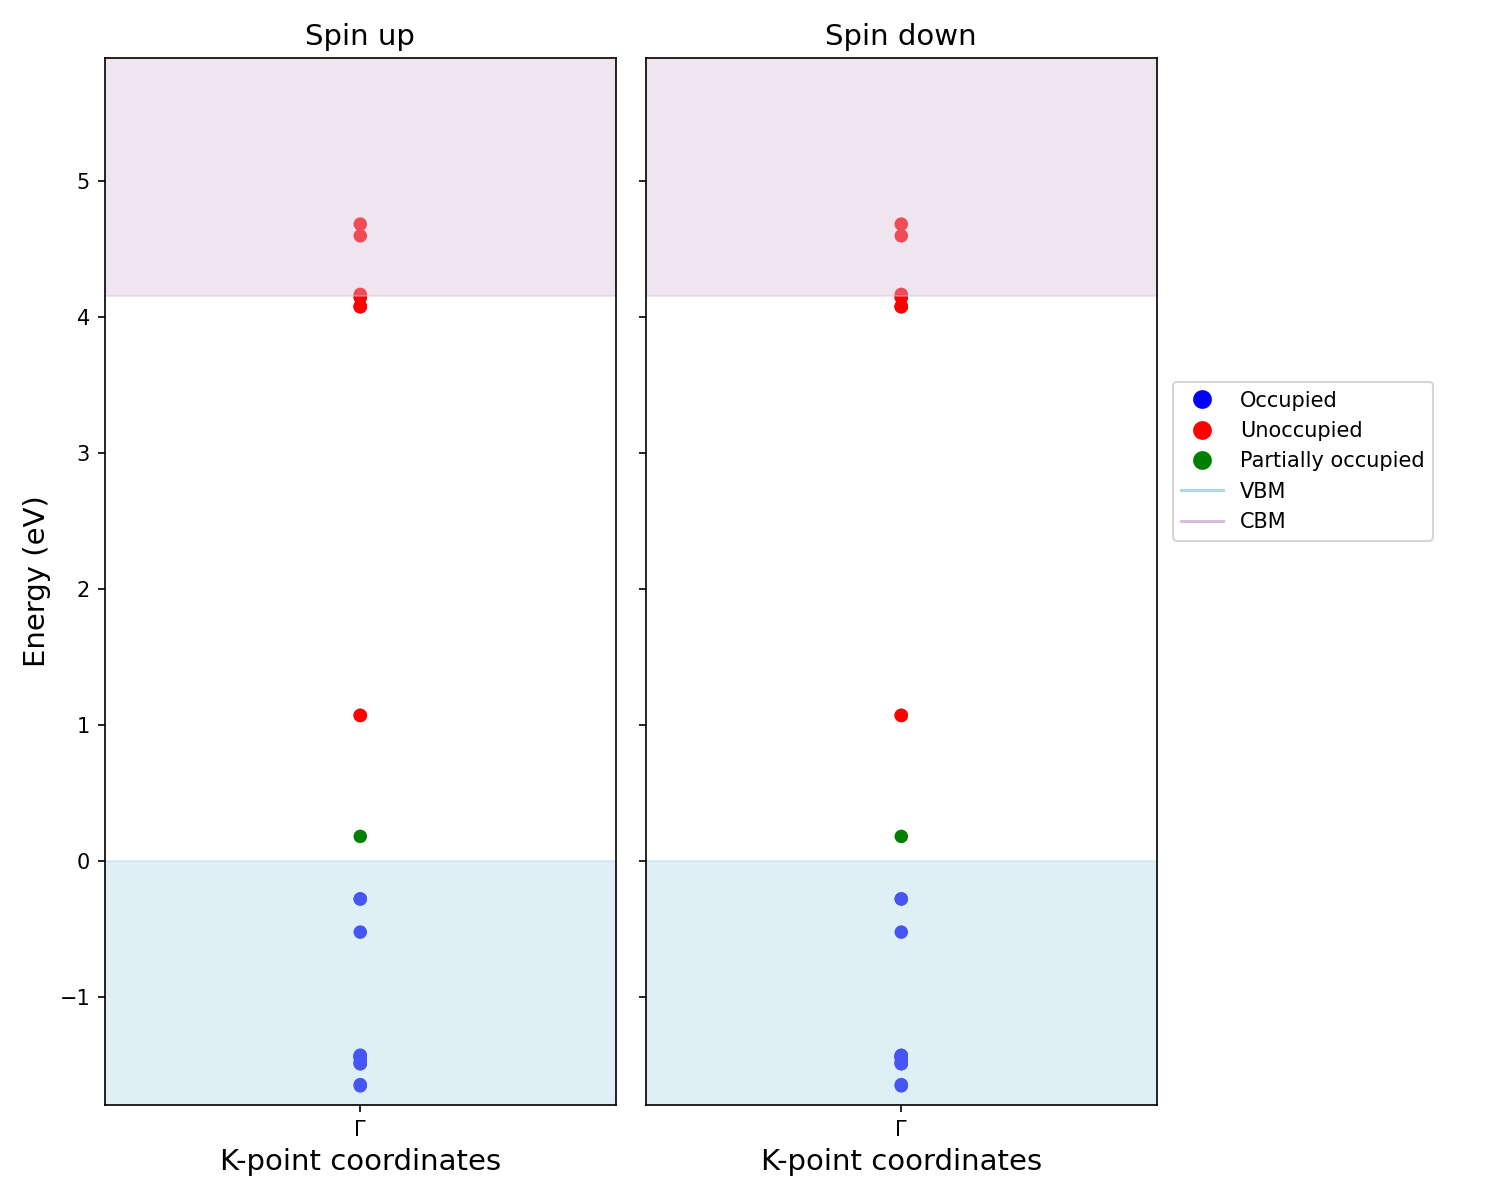 Spin up
Spin down
Energy (eV)
5
4
3
2
1
0
−1
Γ
Γ
K-point coordinates
K-point coordinates
Occupied
Unoccupied
Partially occupied
VBM
CBM